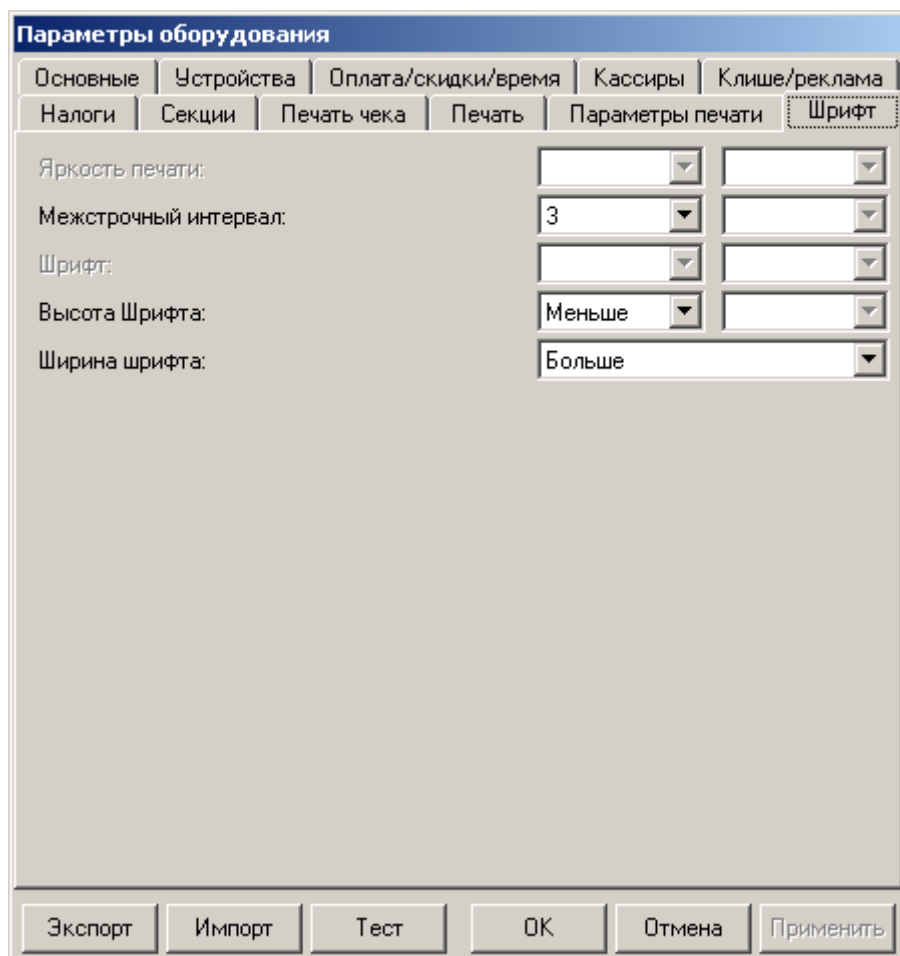 Параметры оборудования
Основные Устройства Оплата/скидки/время Кассиры Клише/реклама
Налоги Секции Печать чека Печать Параметры печати Шрифт
Яркость печати:
Межстрочный интервал: 3
Шрифт:
Высота Шрифта: Меньше
Ширина шрифта: Больше
Экспорт Импорт Тест OK Отмена Применить